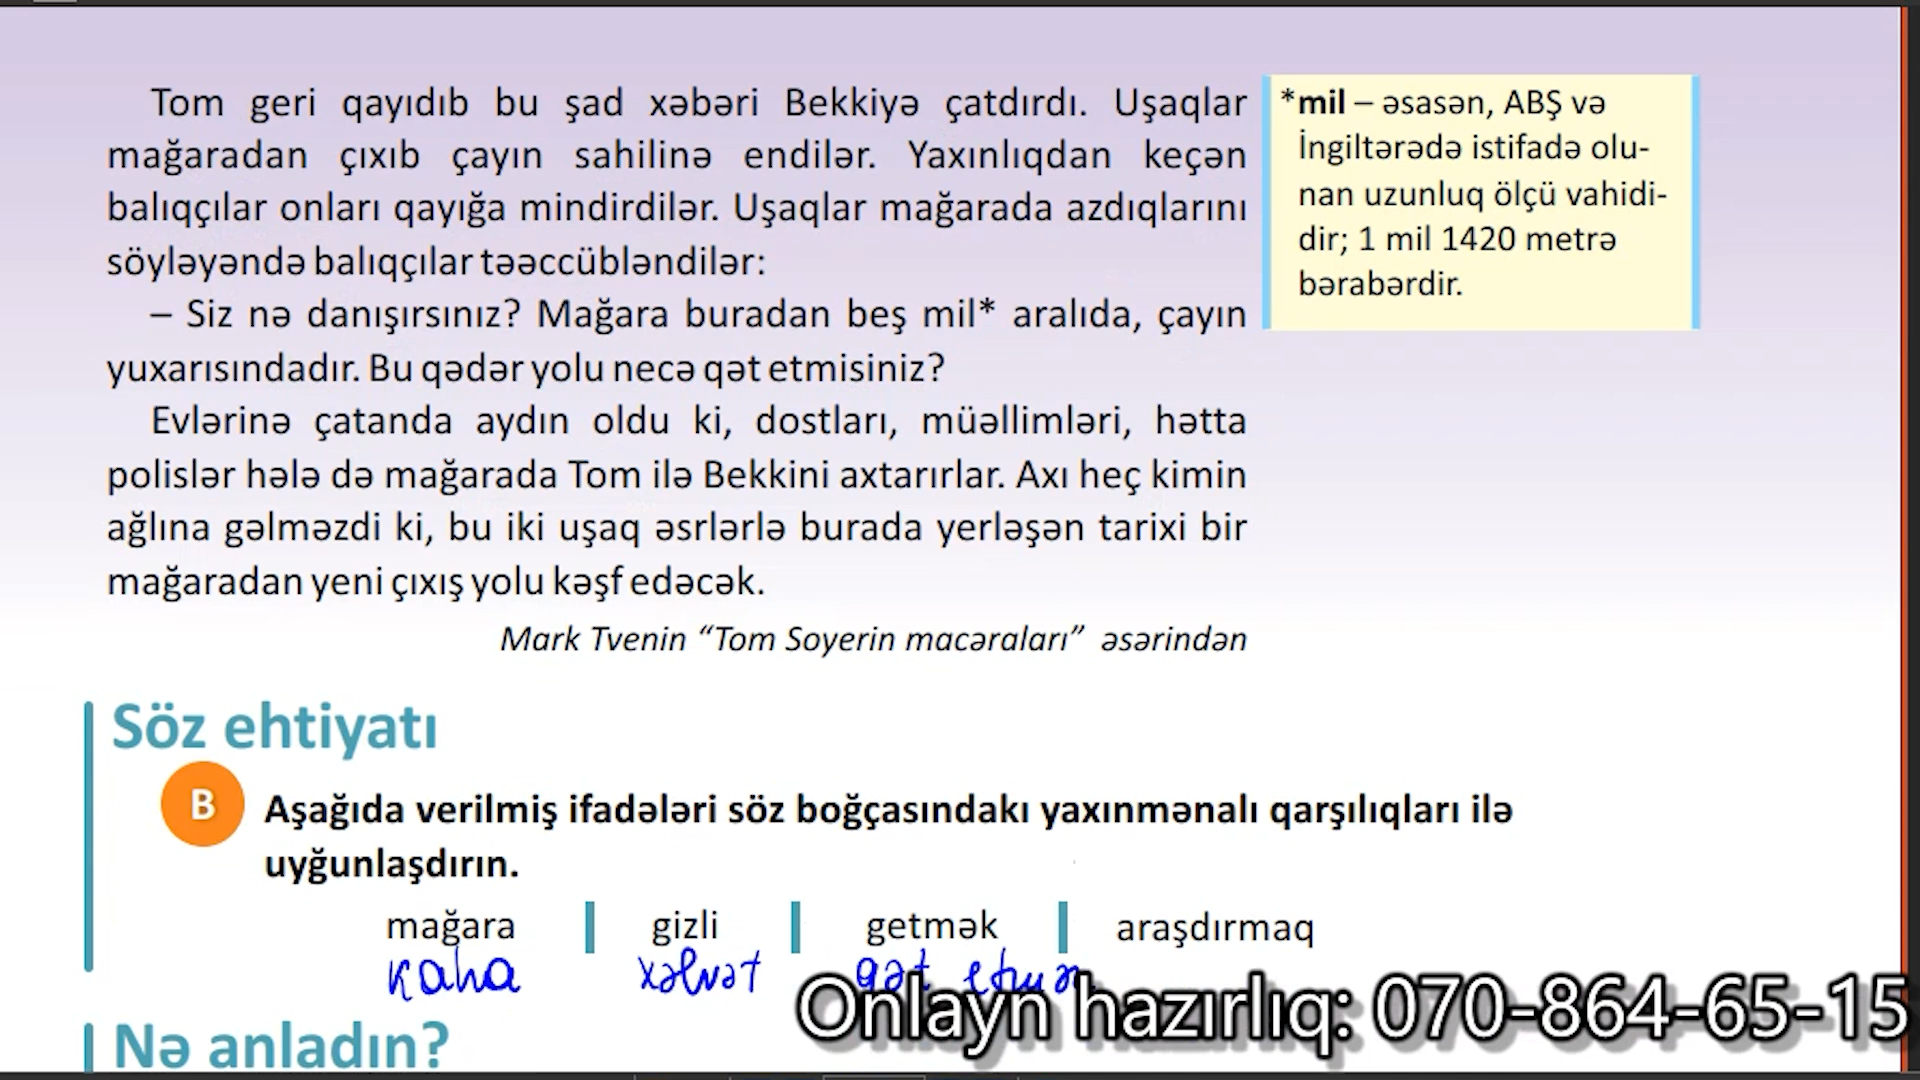 Tom geri qayıdıb bu şad xəbəri Bekkiyə çatdırdı. Uşaqlar
mağaradan çıxıb çayın sahilinə endilər. Yaxınlıqdan keçən
balıqçılar onları qayığa mindirdilər. Uşaqlar mağarada azdıqlarını
söyləyəndə balıqçılar təəccübləndilər:
– Siz nə danışırsınız? Mağara buradan beş mil* aralıda, çayın
yuxarısındadır. Bu qədər yolu necə qət etmisiniz?
Evlərinə çatanda aydın oldu ki, dostları, müəllimləri, hətta
polislər hələ də mağarada Tom ilə Bekkini axtarırlar. Axı heç kimin
ağlına gəlməzdi ki, bu iki uşaq əsrlərlə burada yerləşən tarixi bir
mağaradan yeni çıxış yolu kəşf edəcək.
Mark Tvenin “Tom Soyerin macəraları” əsərindən
*mil – əsasən, ABŞ və
İngiltərədə istifadə olu-
nan uzunluq ölçü vahidi-
dir; 1 mil 1420 metrə
bərabərdir.
Söz ehtiyatı
B Aşağıda verilmiş ifadələri söz boğçasındakı yaxınmənalı qarşılıqları ilə
uyğunlaşdırın.
mağara gizli getmək araşdırmaq
kaha xəlvət qət
Onlayn hazırlıq: 070-864-65-15
Nə anladın?